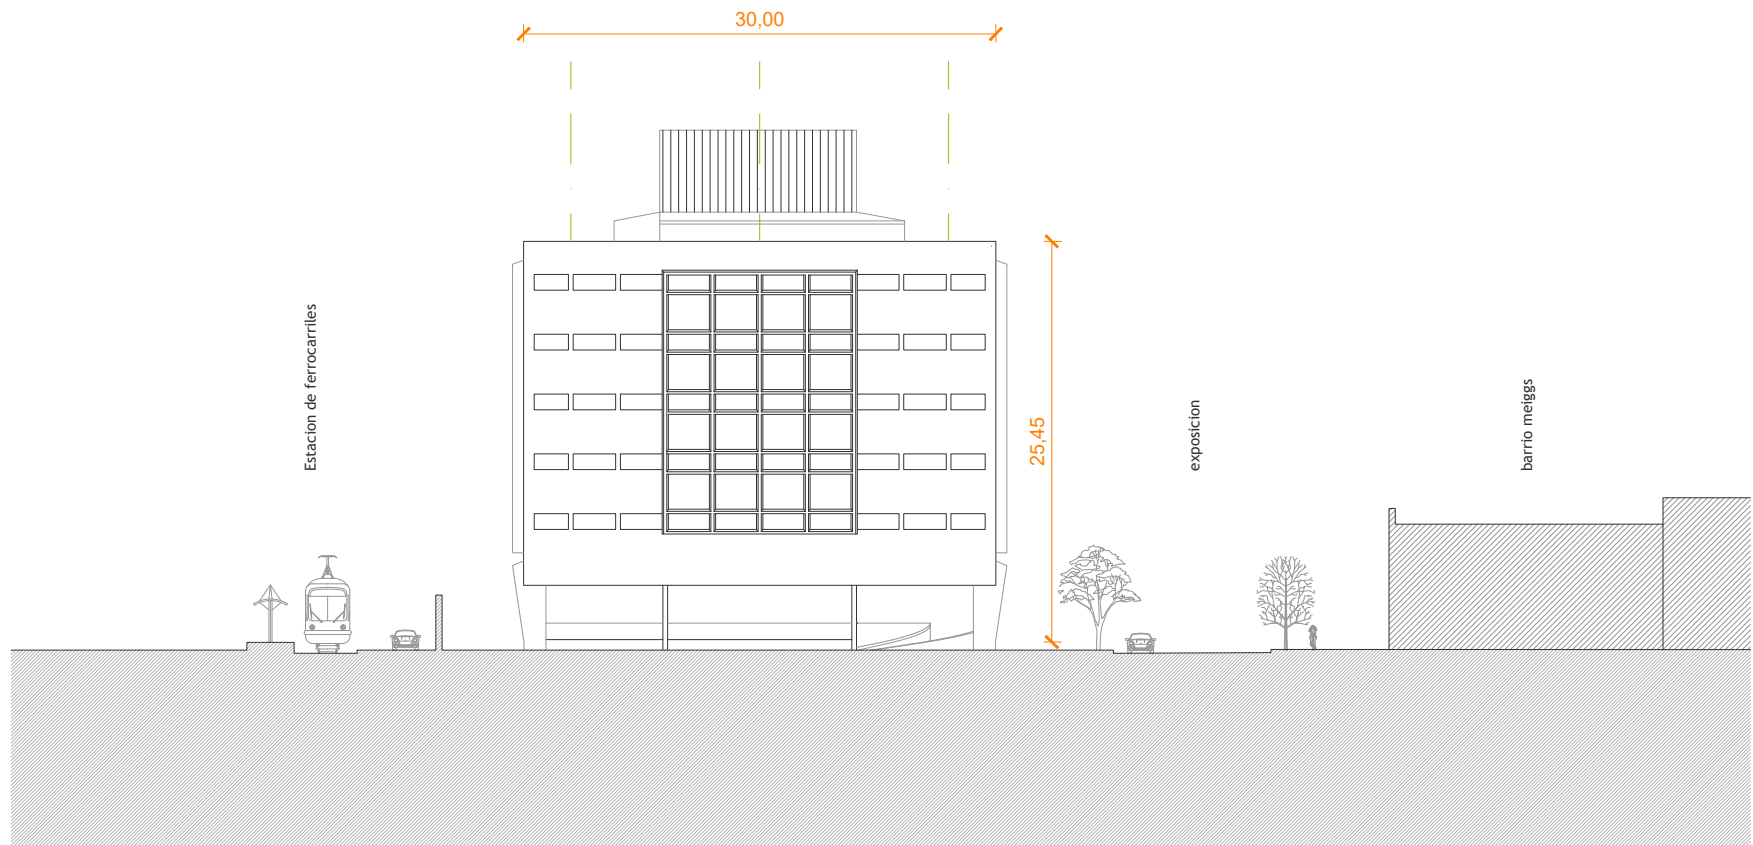 30,00
Estacion de ferrocarriles
25,45
exposicion
barrio meiggs